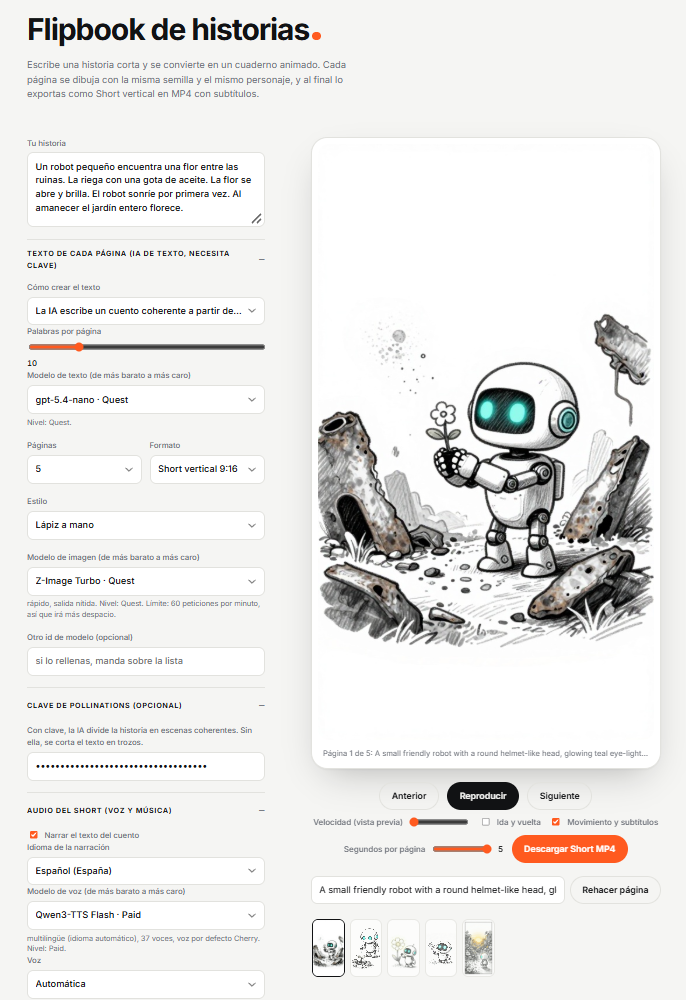 Flipbook de historias.
Escribe una historia corta y se convierte en un cuaderno animado. Cada
página se dibuja con la misma semilla y el mismo personaje, y al final lo
exportas como Short vertical en MP4 con subtítulos.
Tu historia
Un robot pequeño encuentra una flor entre las
ruinas. La riega con una gota de aceite. La flor se
abre y brilla. El robot sonríe por primera vez. Al
amanecer el jardín entero florece.
TEXTO DE CADA PÁGINA (IA DE TEXTO, NECESITA
CLAVE)
Cómo crear el texto
La IA escribe un cuento coherente a partir de...
Palabras por página
10
Modelo de texto (de más barato a más caro)
gpt-5.4-nano · Quest
Nivel: Quest.
Páginas
Formato
5
Short vertical 9:16
Estilo
Lápiz a mano
Modelo de imagen (de más barato a más caro)
Z-Image Turbo · Quest
rápido, salida nítida. Nivel: Quest. Límite: 60 peticiones por minuto,
así que irá más despacio.
Otro id de modelo (opcional)
si lo rellenas, manda sobre la lista
CLAVE DE POLLINATIONS (OPCIONAL)
Con clave, la IA divide la historia en escenas coherentes. Sin
ella, se corta el texto en trozos.
AUDIO DEL SHORT (VOZ Y MÚSICA)
Narrar el texto del cuento
Idioma de la narración
Español (España)
Modelo de voz (de más barato a más caro)
Qwen3-TTS Flash · Paid
multilingüe (idioma automático), 37 voces, voz por defecto Cherry.
Nivel: Paid.
Voz
Automática
Página 1 de 5: A small friendly robot with a round helmet-like head, glowing teal eye-light...
Anterior
Reproducir
Siguiente
Velocidad (vista previa)
Ida y vuelta
Movimiento y subtítulos
Segundos por página
5
Descargar Short MP4
A small friendly robot with a round helmet-like head, gl
Rehacer página